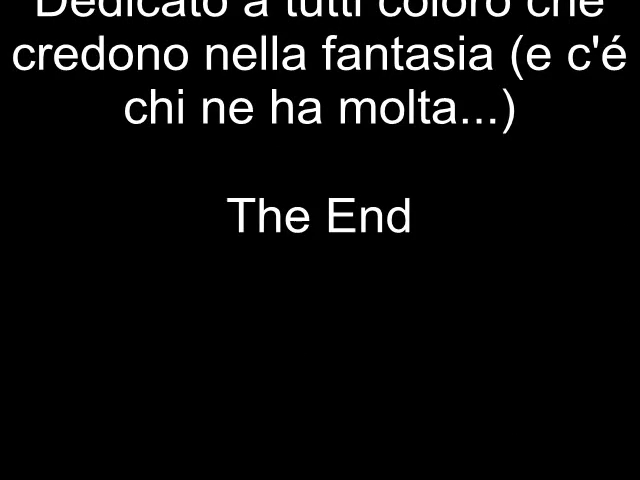 Dedicato a tutti coloro che
credono nella fantasia (e c'é
chi ne ha molta...)
The End